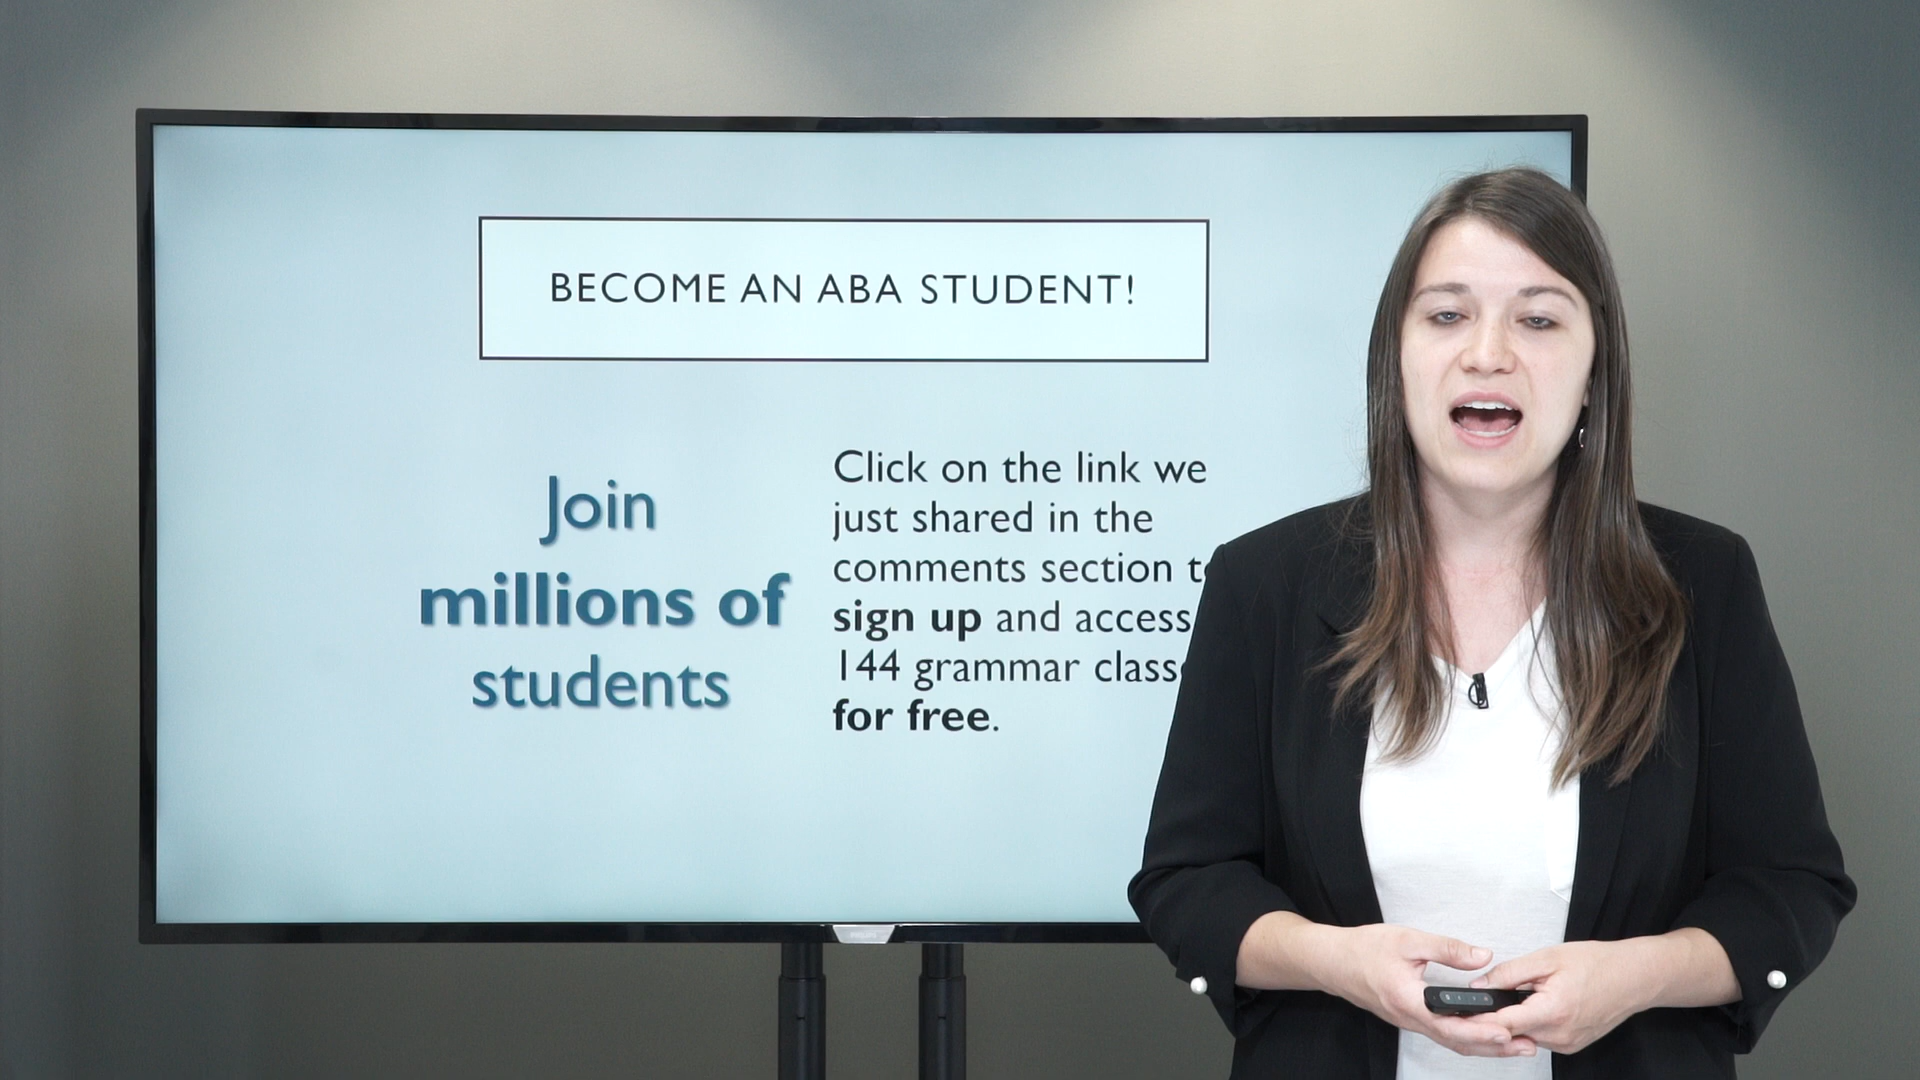 BECOME AN ABA STUDENT!
Join
millions of
students
Click on the link we
just shared in the
comments section
sign up and access
144 grammar
for free.